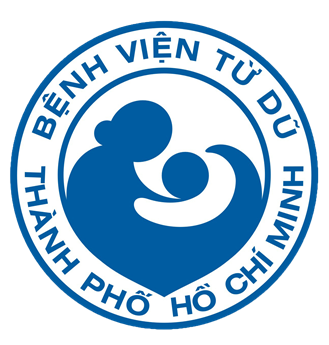 BỆNH VIỆN TỪ DŨ
THÀNH PHỐ HỒ CHÍ MINH